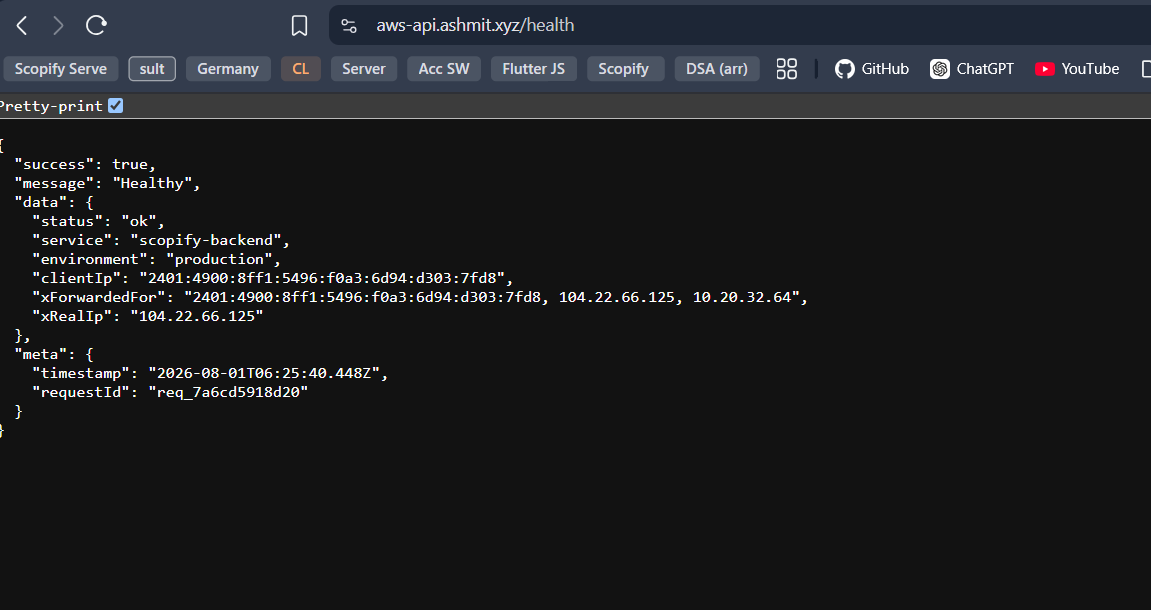 aws-api.ashmit.xyz/health
Scopify Serve sult Germany CL Server Acc SW Flutter JS Scopify DSA (arr) GitHub ChatGPT YouTube
Pretty-print
{
"success": true,
"message": "Healthy",
"data": {
"status": "ok",
"service": "scopify-backend",
"environment": "production",
"clientIp": "2401:4900:8ff1:5496:f0a3:6d94:d303:7fd8",
"xForwardedFor": "2401:4900:8ff1:5496:f0a3:6d94:d303:7fd8, 104.22.66.125, 10.20.32.64",
"xRealIp": "104.22.66.125"
},
"meta": {
"timestamp": "2026-08-01T06:25:40.448Z",
"requestId": "req_7a6cd5918d20"
}
}